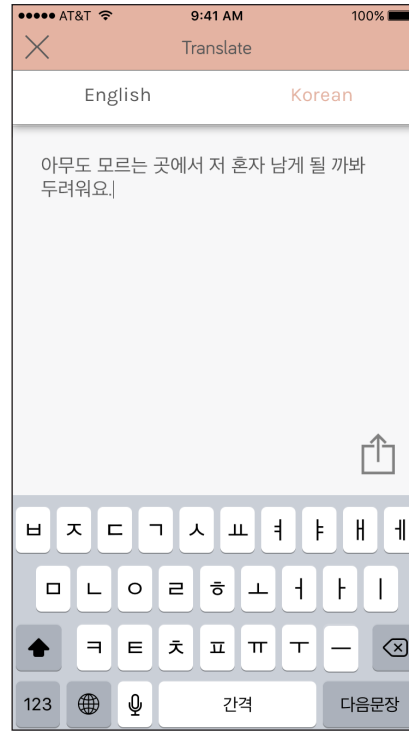 AT&T 9:41 AM 100%
Translate
English Korean
아무도 모르는 곳에서 저 혼자 남게 될 까봐
두려워요.
ㅂ ㅈ ㄷ ㄱ ㅅ ㅛ ㅕ ㅑ ㅐ ㅔ
ㅁ ㄴ ㅇ ㄹ ㅎ ㅗ ㅓ ㅏ ㅣ
ㅋ ㅌ ㅊ ㅍ ㅠ ㅜ ㅡ
123 간격 다음문장